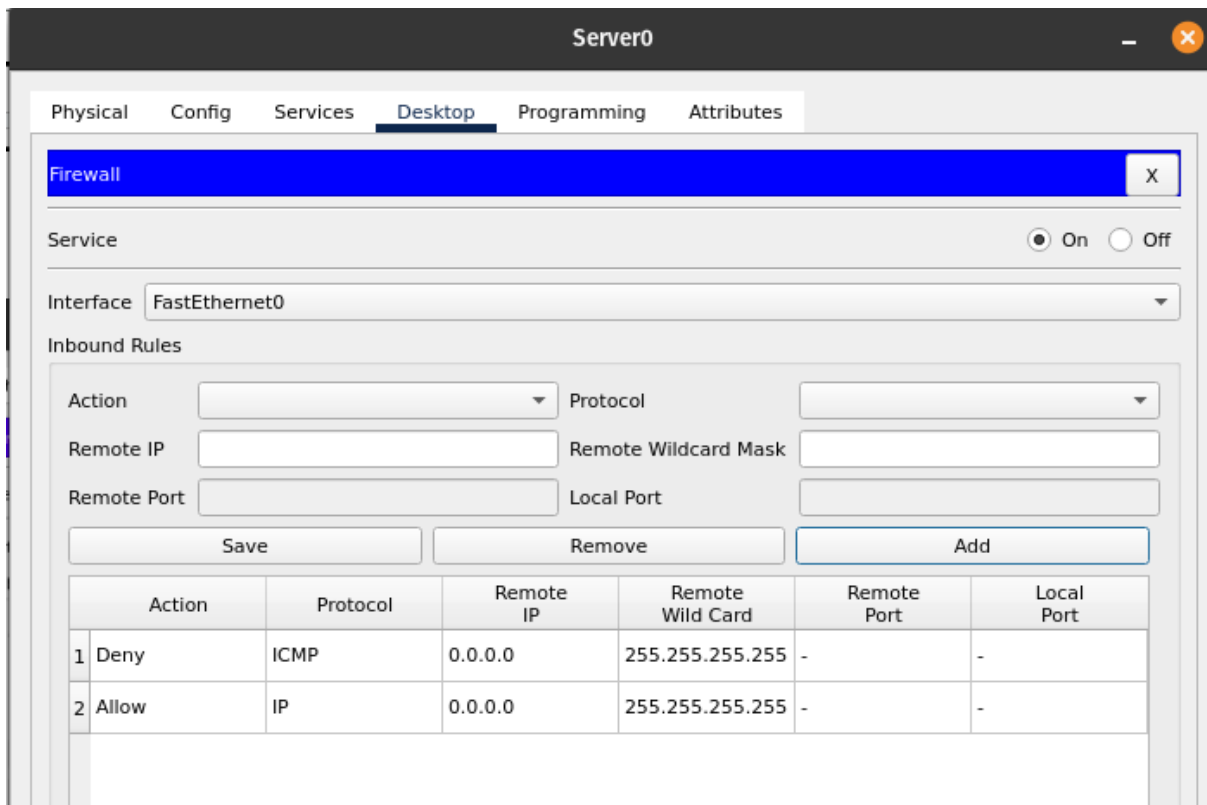 Server0
Physical Config Services Desktop Programming Attributes
Firewall X
Service On Off
Interface FastEthernet0
Inbound Rules
Action Protocol
Remote IP Remote Wildcard Mask
Remote Port Local Port
Save Remove Add
Action Protocol Remote IP Remote Wild Card Remote Port Local Port
1 Deny ICMP 0.0.0.0 255.255.255.255 - -
2 Allow IP 0.0.0.0 255.255.255.255 - -